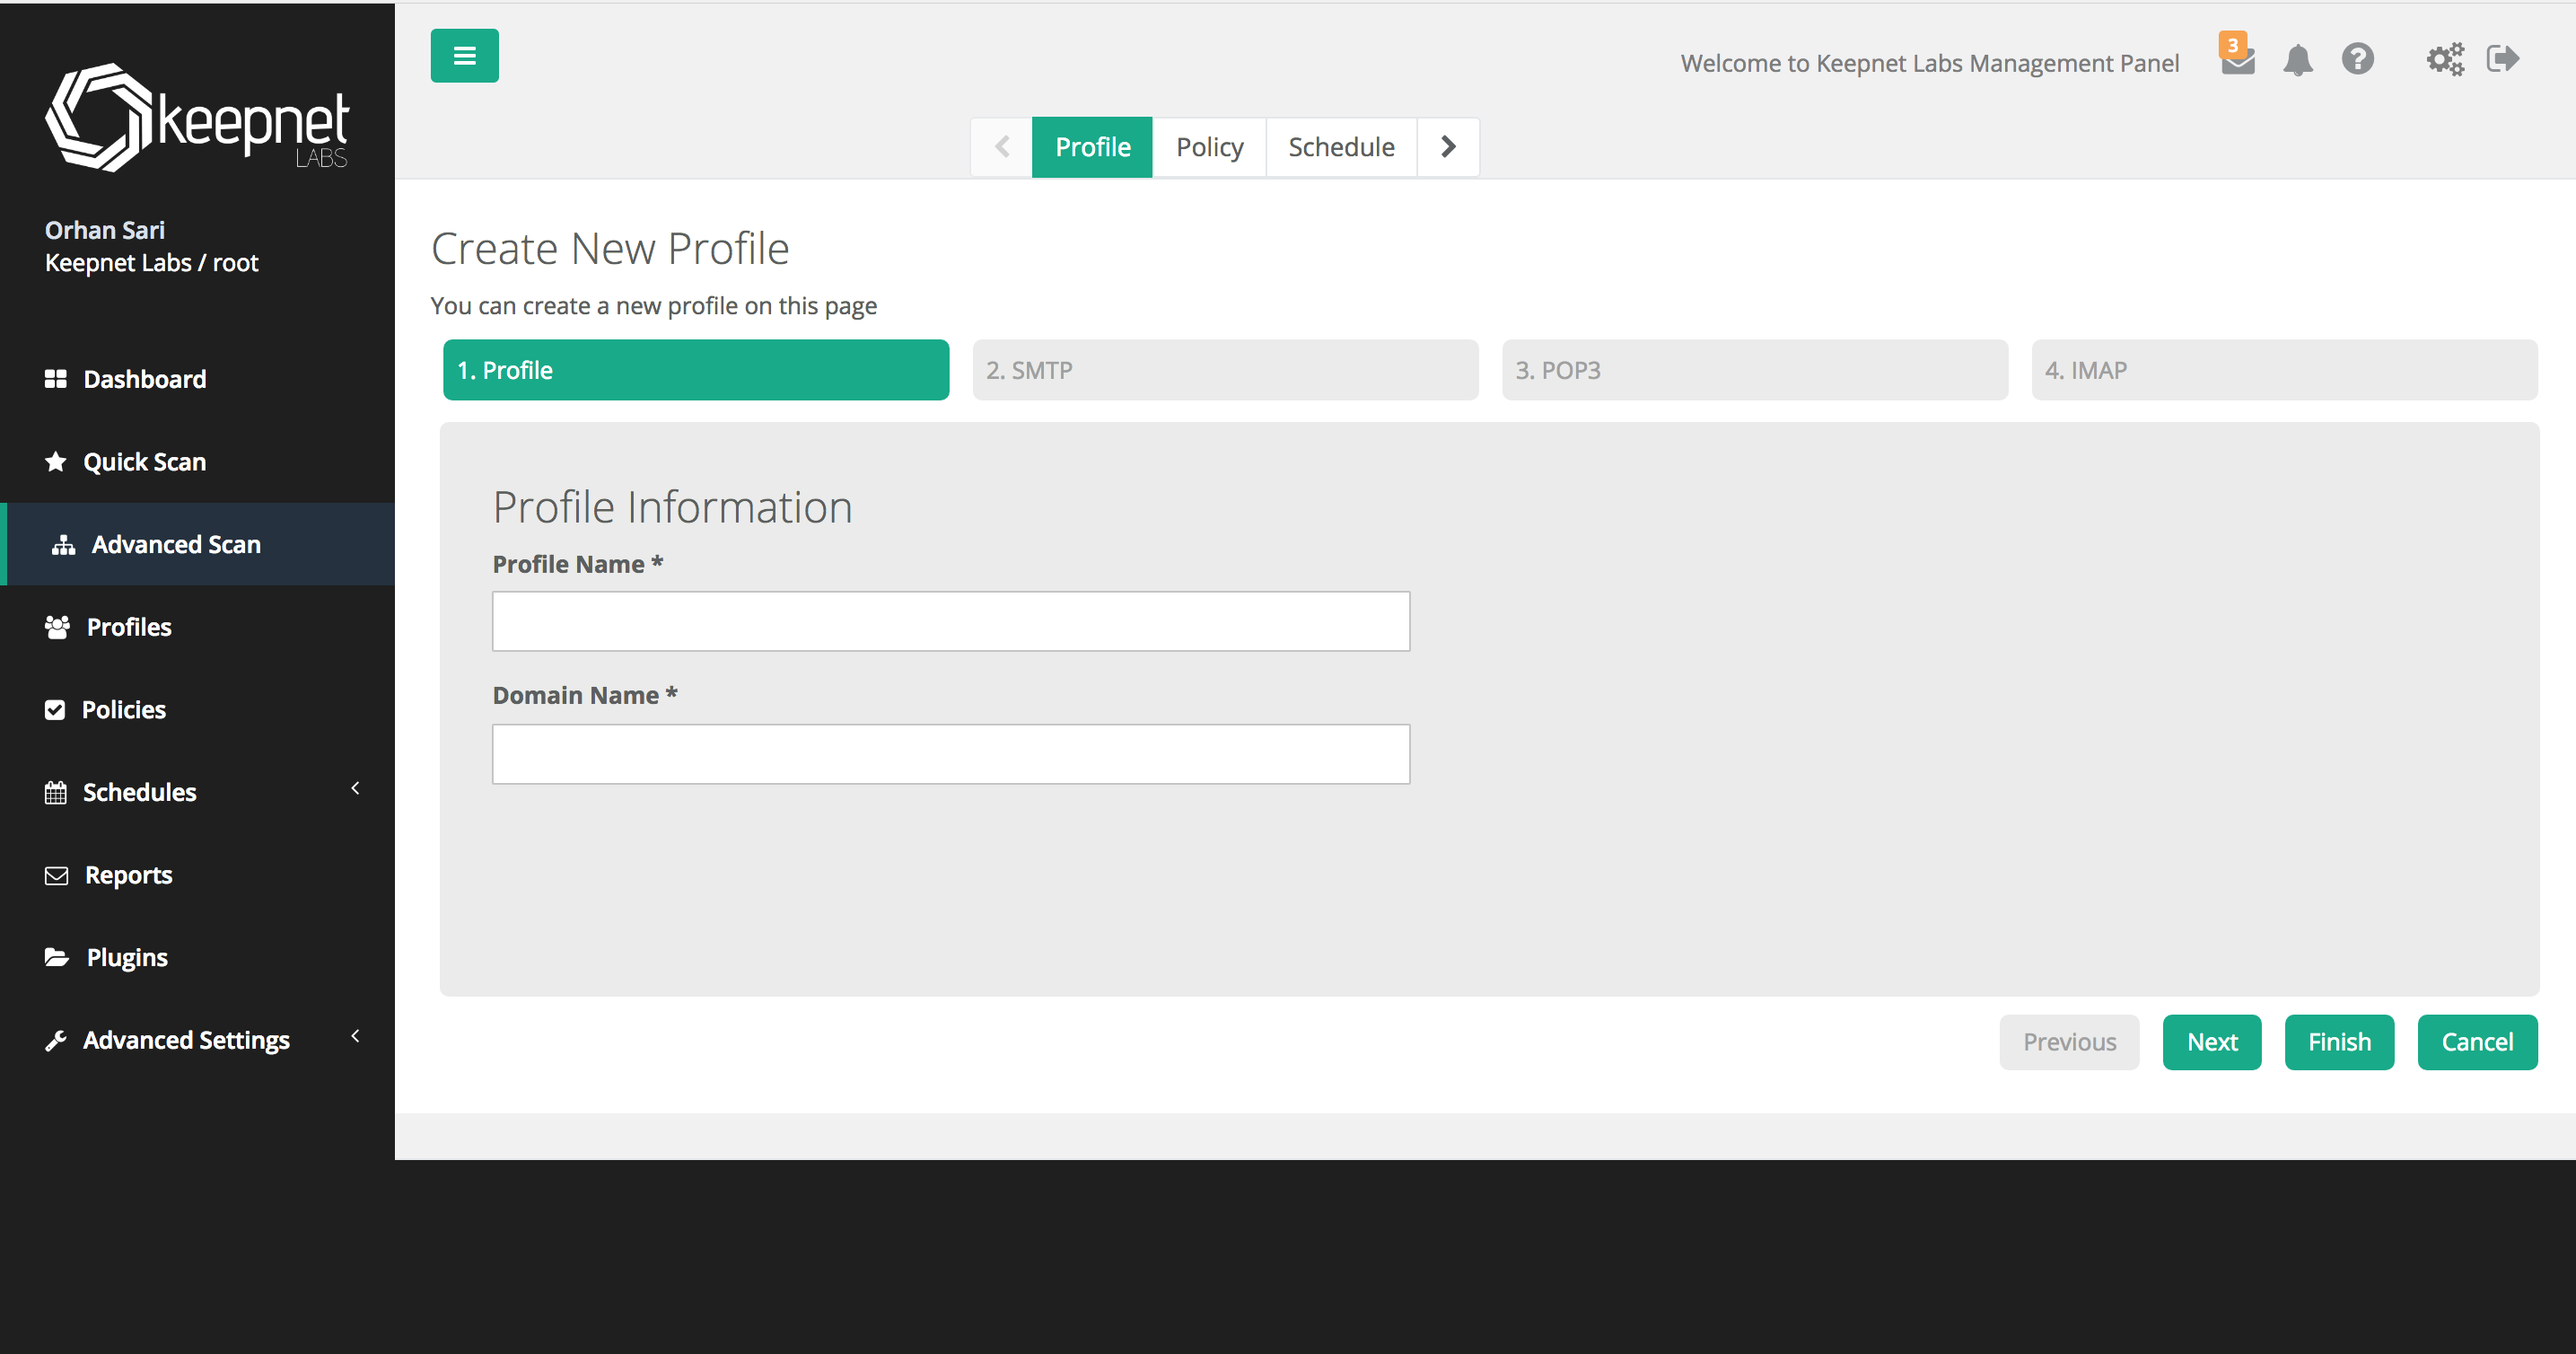 keepnet
LABS
Orhan Sari
Keepnet Labs / root
Dashboard
Quick Scan
Advanced Scan
Profiles
Policies
Schedules
Reports
Plugins
Advanced Settings
Welcome to Keepnet Labs Management Panel
3
Profile Policy Schedule
Create New Profile
You can create a new profile on this page
1. Profile 2. SMTP 3. POP3 4. IMAP
Profile Information
Profile Name *
Domain Name *
Previous Next Finish Cancel